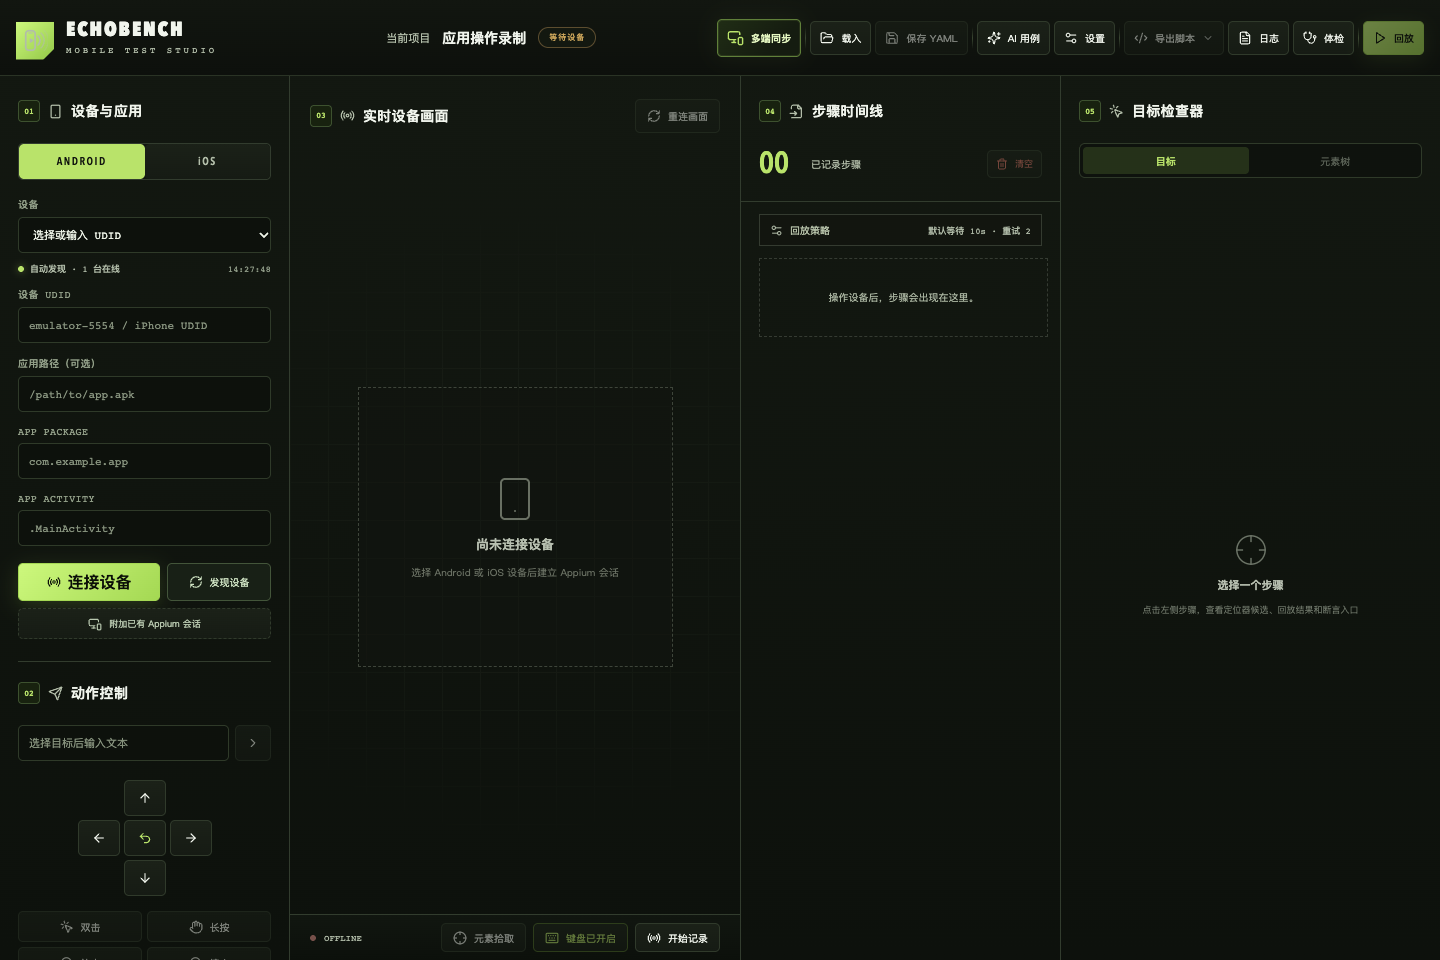 ECHOBENCH
MOBILE TEST STUDIO
当前项目 应用操作录制 等待设备
多端同步 载入 保存 YAML AI 用例 设置 导出脚本 日志 体检 回放
01 设备与应用
ANDROID iOS
设备
选择或输入 UDID
自动发现 · 1 台在线 14:27:48
设备 UDID
emulator-5554 / iPhone UDID
应用路径 (可选)
/path/to/app.apk
APP PACKAGE
com.example.app
APP ACTIVITY
.MainActivity
连接设备 发现设备
附加已有 Appium 会话
02 动作控制
选择目标后输入文本
双击 长按
03 实时设备画面 重连画面
尚未连接设备
选择 Android 或 iOS 设备后建立 Appium 会话
OFFLINE 元素拾取 键盘已开启 开始记录
04 步骤时间线
00 已记录步骤 清空
回放策略 默认等待 10s · 重试 2
操作设备后，步骤会出现在这里。
05 目标检查器
目标 元素树
选择一个步骤
点击左侧步骤，查看定位器候选、回放结果和断言入口